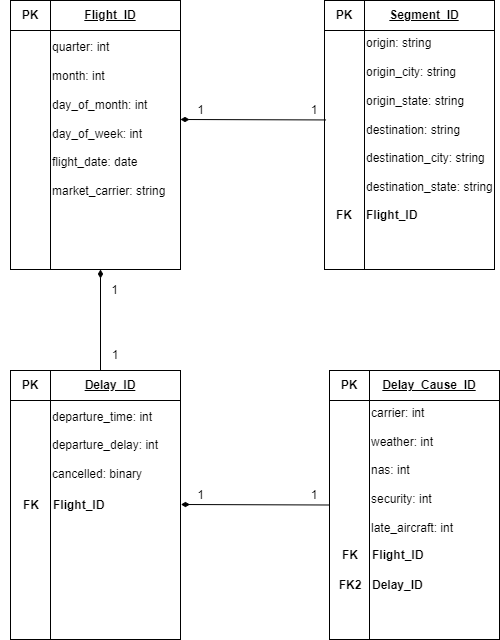 PK Flight_ID
quarter: int
month: int
day_of_month: int
day_of_week: int
flight_date: date
market_carrier: string
1 1
PK Segment_ID
origin: string
origin_city: string
origin_state: string
destination: string
destination_city: string
destination_state: string
FK Flight_ID
1
1
PK Delay_ID
departure_time: int
departure_delay: int
cancelled: binary
FK Flight_ID
1 1
PK Delay_Cause_ID
carrier: int
weather: int
nas: int
security: int
late_aircraft: int
FK Flight_ID
FK2 Delay_ID